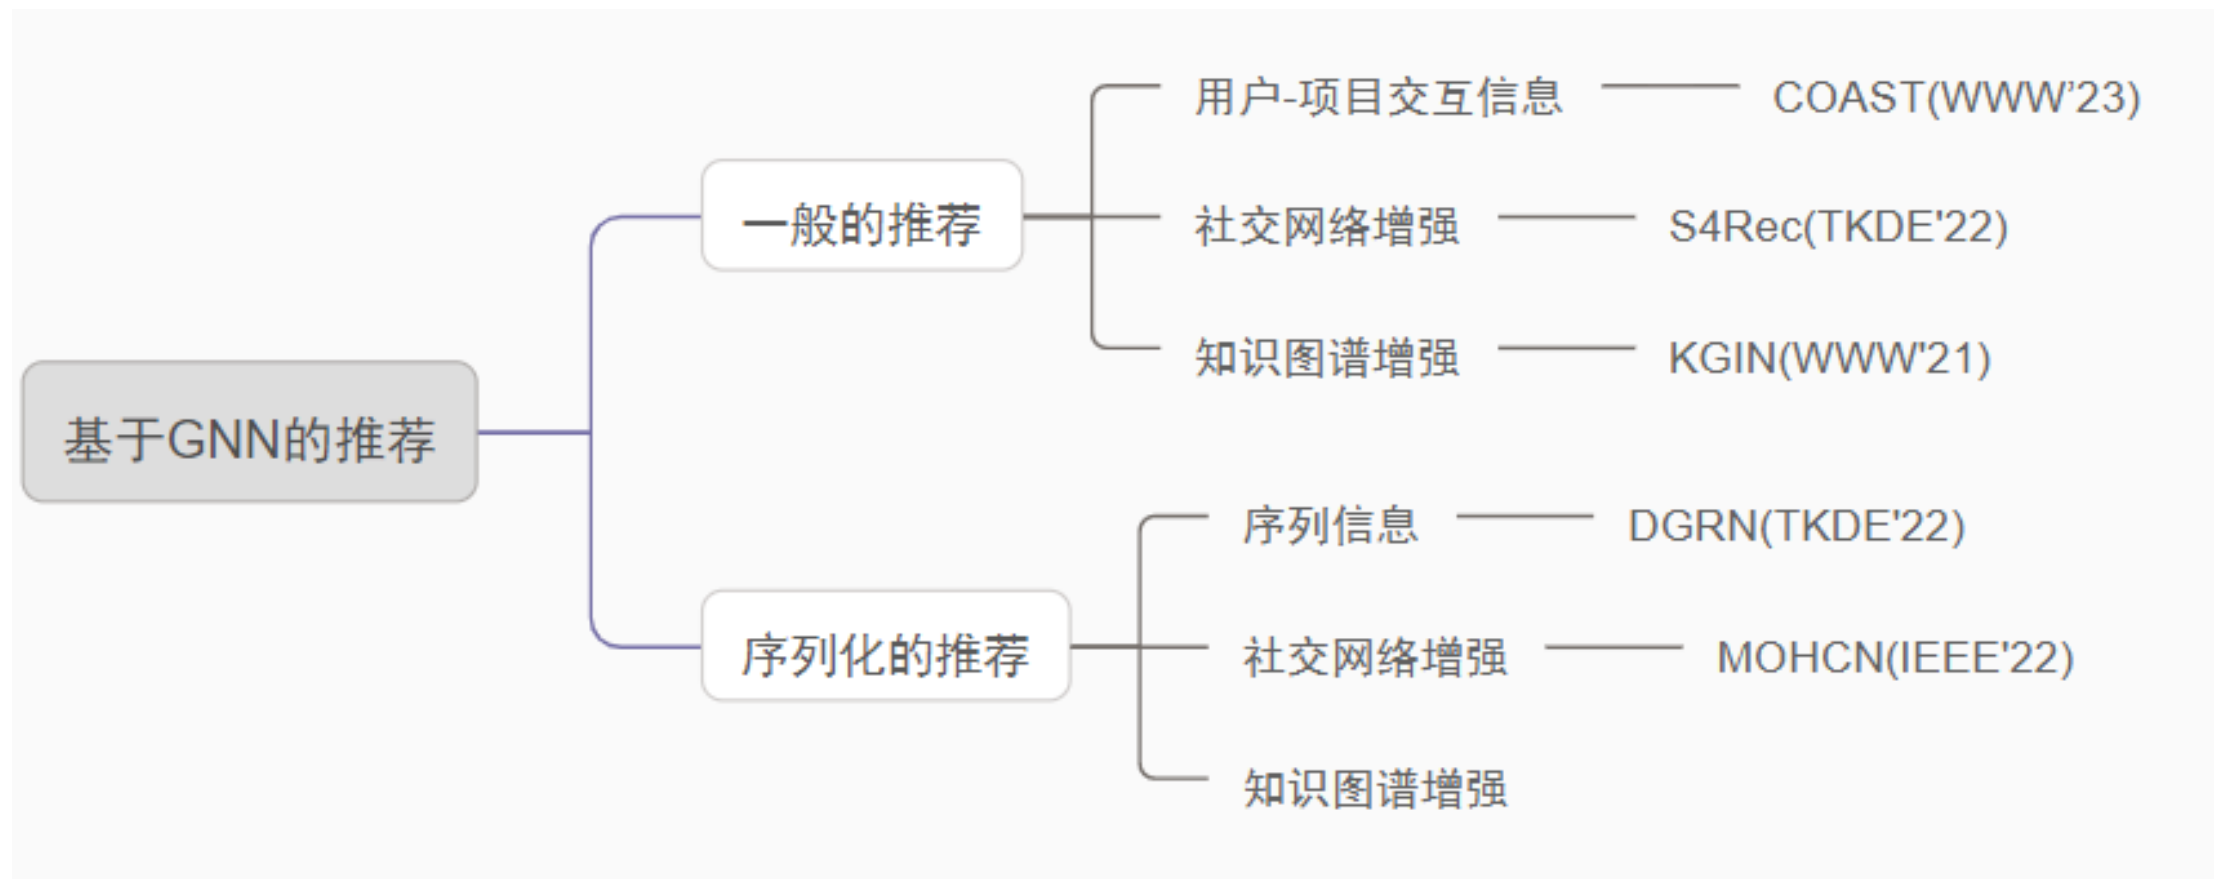 基于GNN的推荐
一般的推荐
用户-项目交互信息
COAST(WWW’23)
社交网络增强
S4Rec(TKDE'22)
知识图谱增强
KGIN(WWW'21)
序列化的推荐
序列信息
DGRN(TKDE'22)
社交网络增强
MOHCN(IEEE'22)
知识图谱增强